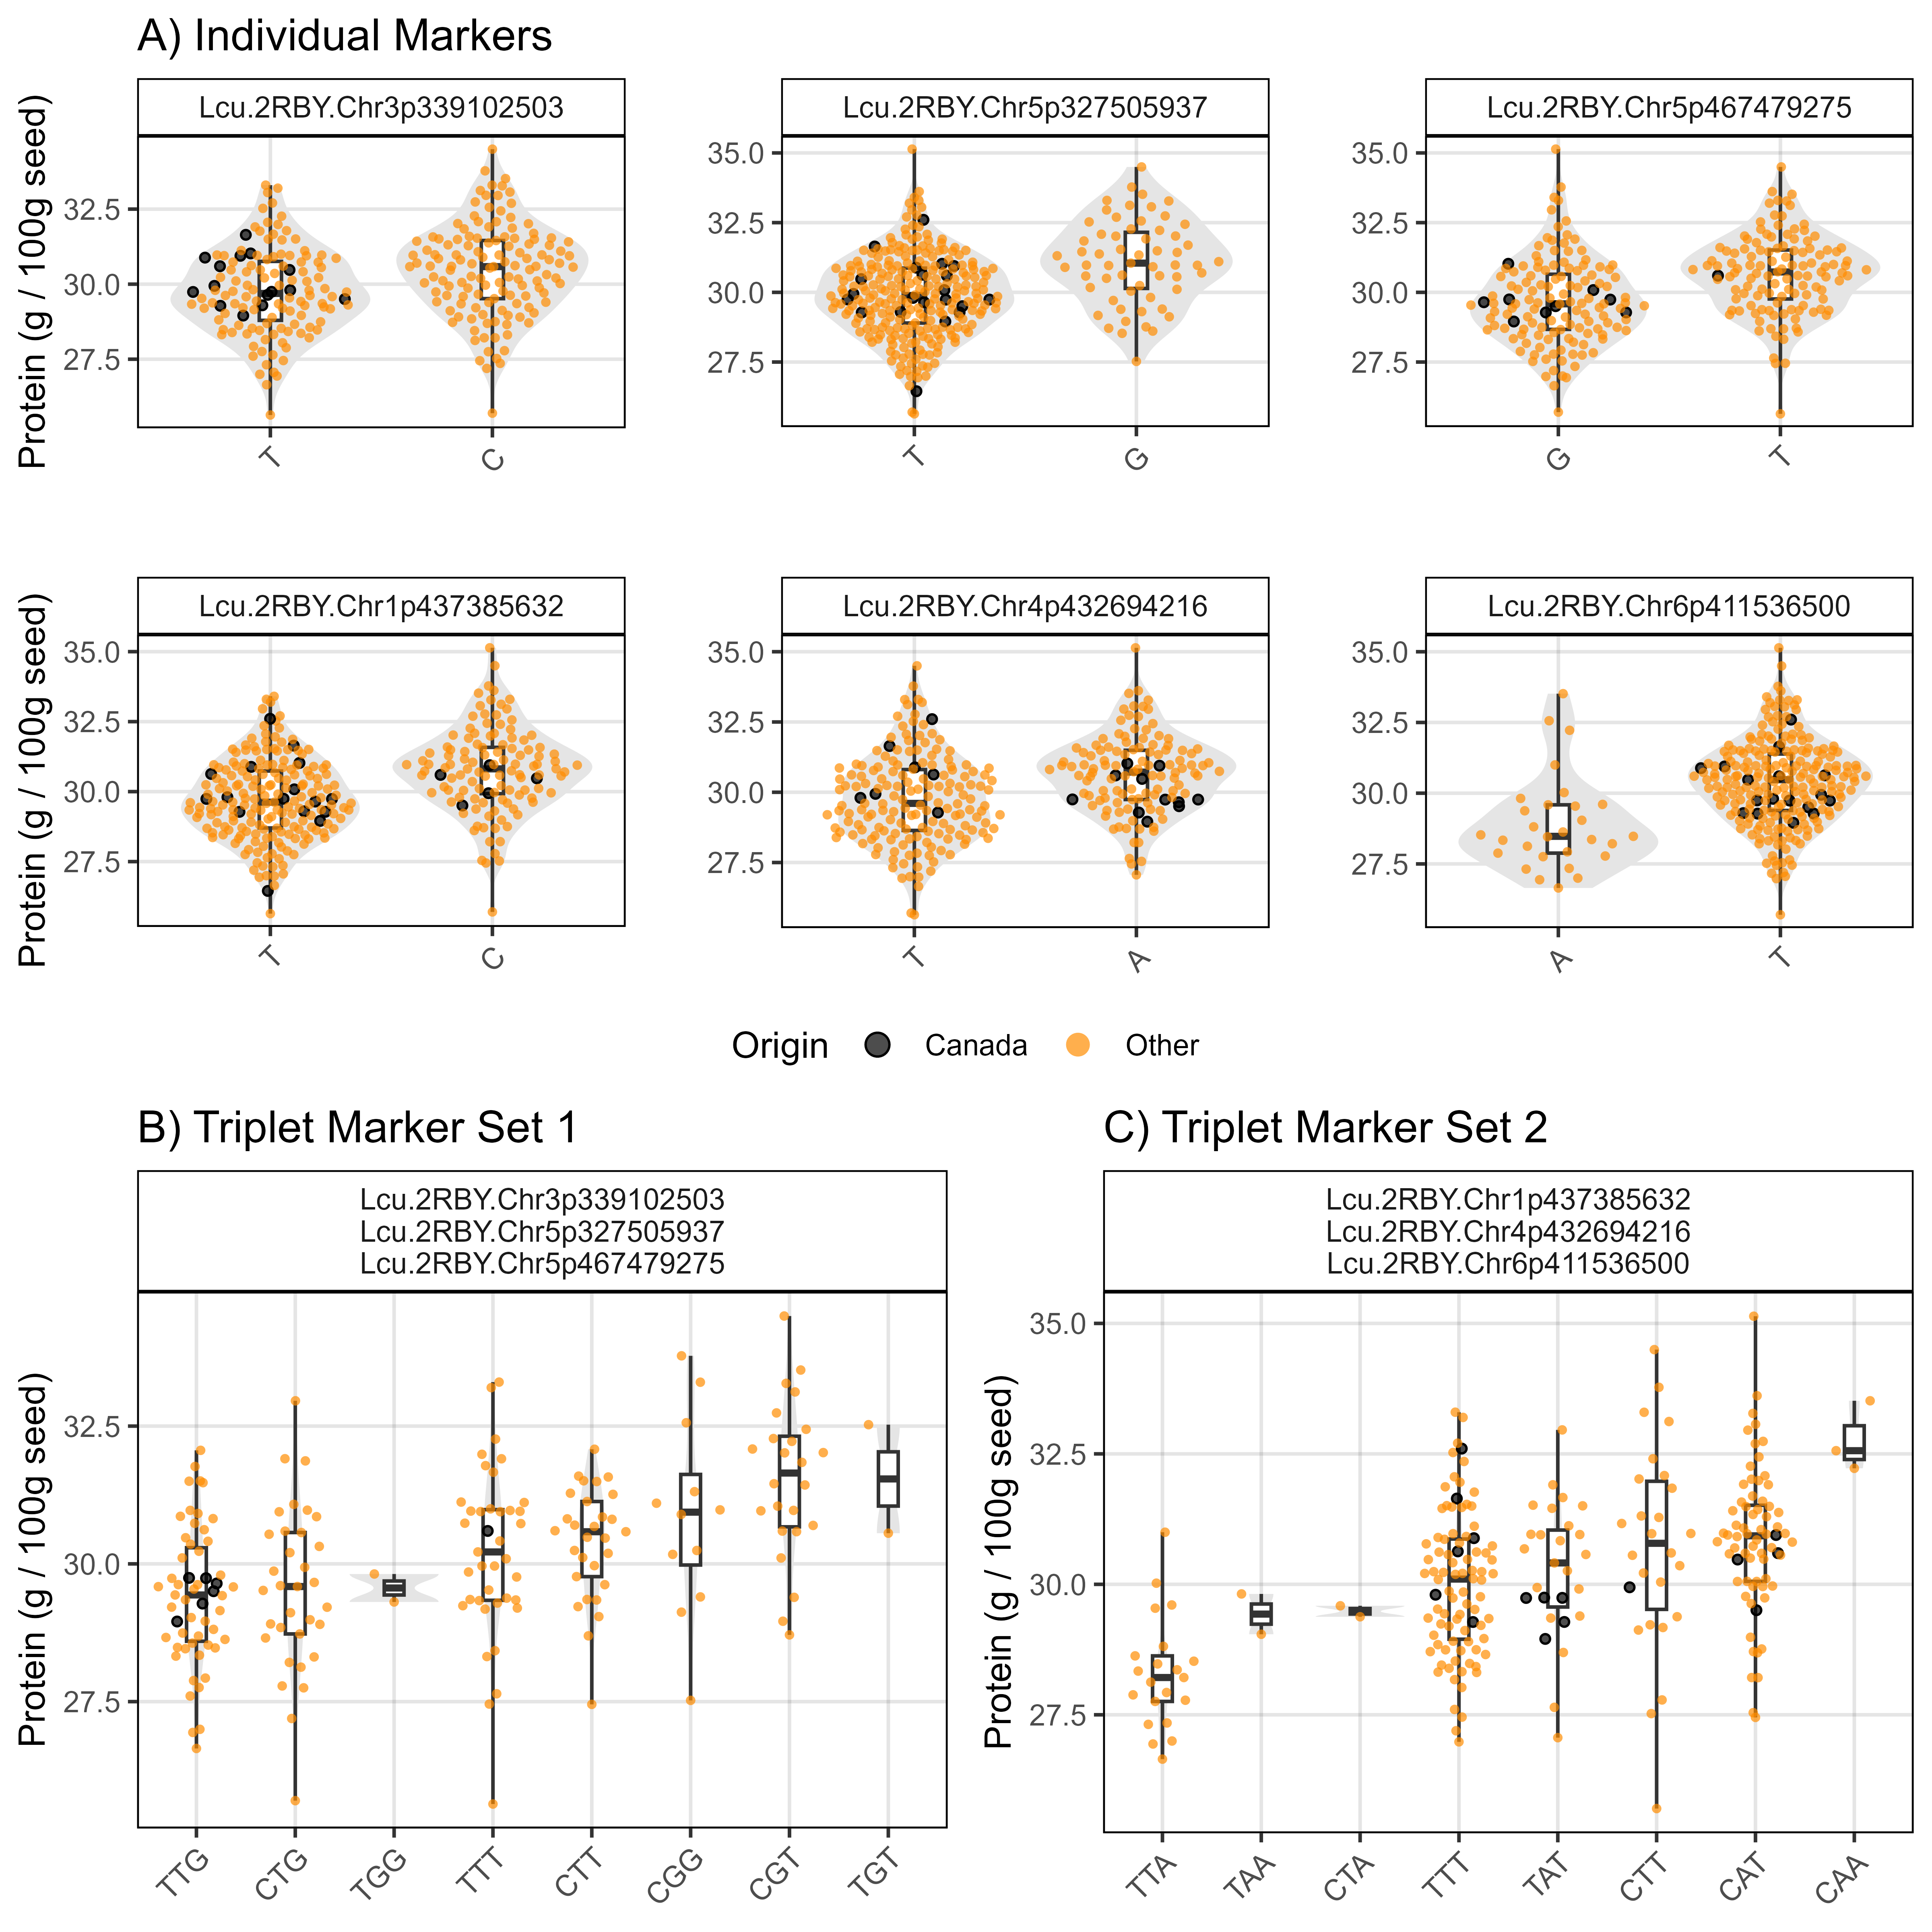 A) Individual Markers
Lcu.2RBY.Chr3p339102503
Lcu.2RBY.Chr5p327505937
Lcu.2RBY.Chr5p467479275
Protein (g / 100g seed)
32.5
30.0
27.5
T
C
35.0
32.5
30.0
27.5
T
G
35.0
32.5
30.0
27.5
G
T
Lcu.2RBY.Chr1p437385632
Lcu.2RBY.Chr4p432694216
Lcu.2RBY.Chr6p411536500
Protein (g / 100g seed)
35.0
32.5
30.0
27.5
T
C
35.0
32.5
30.0
27.5
T
A
35.0
32.5
30.0
27.5
A
T
Origin Canada Other
B) Triplet Marker Set 1
Lcu.2RBY.Chr3p339102503
Lcu.2RBY.Chr5p327505937
Lcu.2RBY.Chr5p467479275
Protein (g / 100g seed)
32.5
30.0
27.5
TTG CTG TGG TTT CTT CGG CGT TGT
C) Triplet Marker Set 2
Lcu.2RBY.Chr1p437385632
Lcu.2RBY.Chr4p432694216
Lcu.2RBY.Chr6p411536500
Protein (g / 100g seed)
35.0
32.5
30.0
27.5
TTA TAA CTA TTT TAT CTT CAT CAA